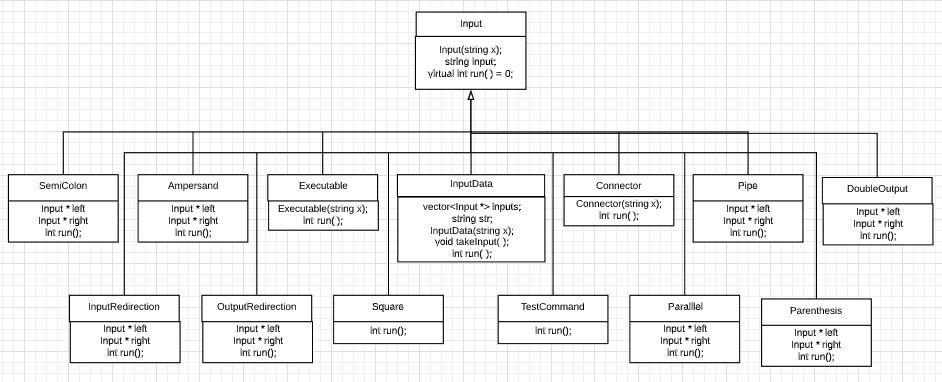 Input
Input(string x);
string input;
virtual int run( ) = 0;
SemiColon
Input * left
Input * right
int run();
Ampersand
Input * left
Input * right
int run();
Executable
Executable(string x);
int run( );
InputData
vector<Input *> inputs;
string str;
InputData(string x);
void takeInput( );
int run( );
Connector
Connector(string x);
int run( );
Pipe
Input * left
Input * right
int run();
DoubleOutput
Input * left
Input * right
int run();
InputRedirection
Input * left
Input * right
int run();
OutputRedirection
Input * left
Input * right
int run();
Square
int run();
TestCommand
int run();
Paralllel
Input * left
Input * right
int run();
Parenthesis
Input * left
Input * right
int run();